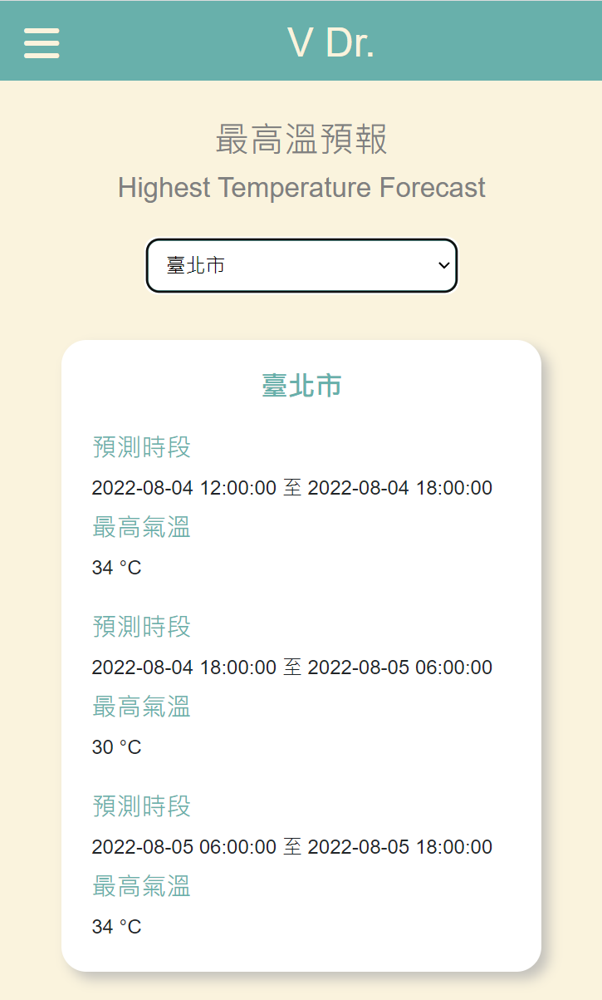 V Dr.
最高溫預報
Highest Temperature Forecast
臺北市
臺北市
預測時段
2022-08-04 12:00:00 至 2022-08-04 18:00:00
最高氣溫
34 °C
預測時段
2022-08-04 18:00:00 至 2022-08-05 06:00:00
最高氣溫
30 °C
預測時段
2022-08-05 06:00:00 至 2022-08-05 18:00:00
最高氣溫
34 °C